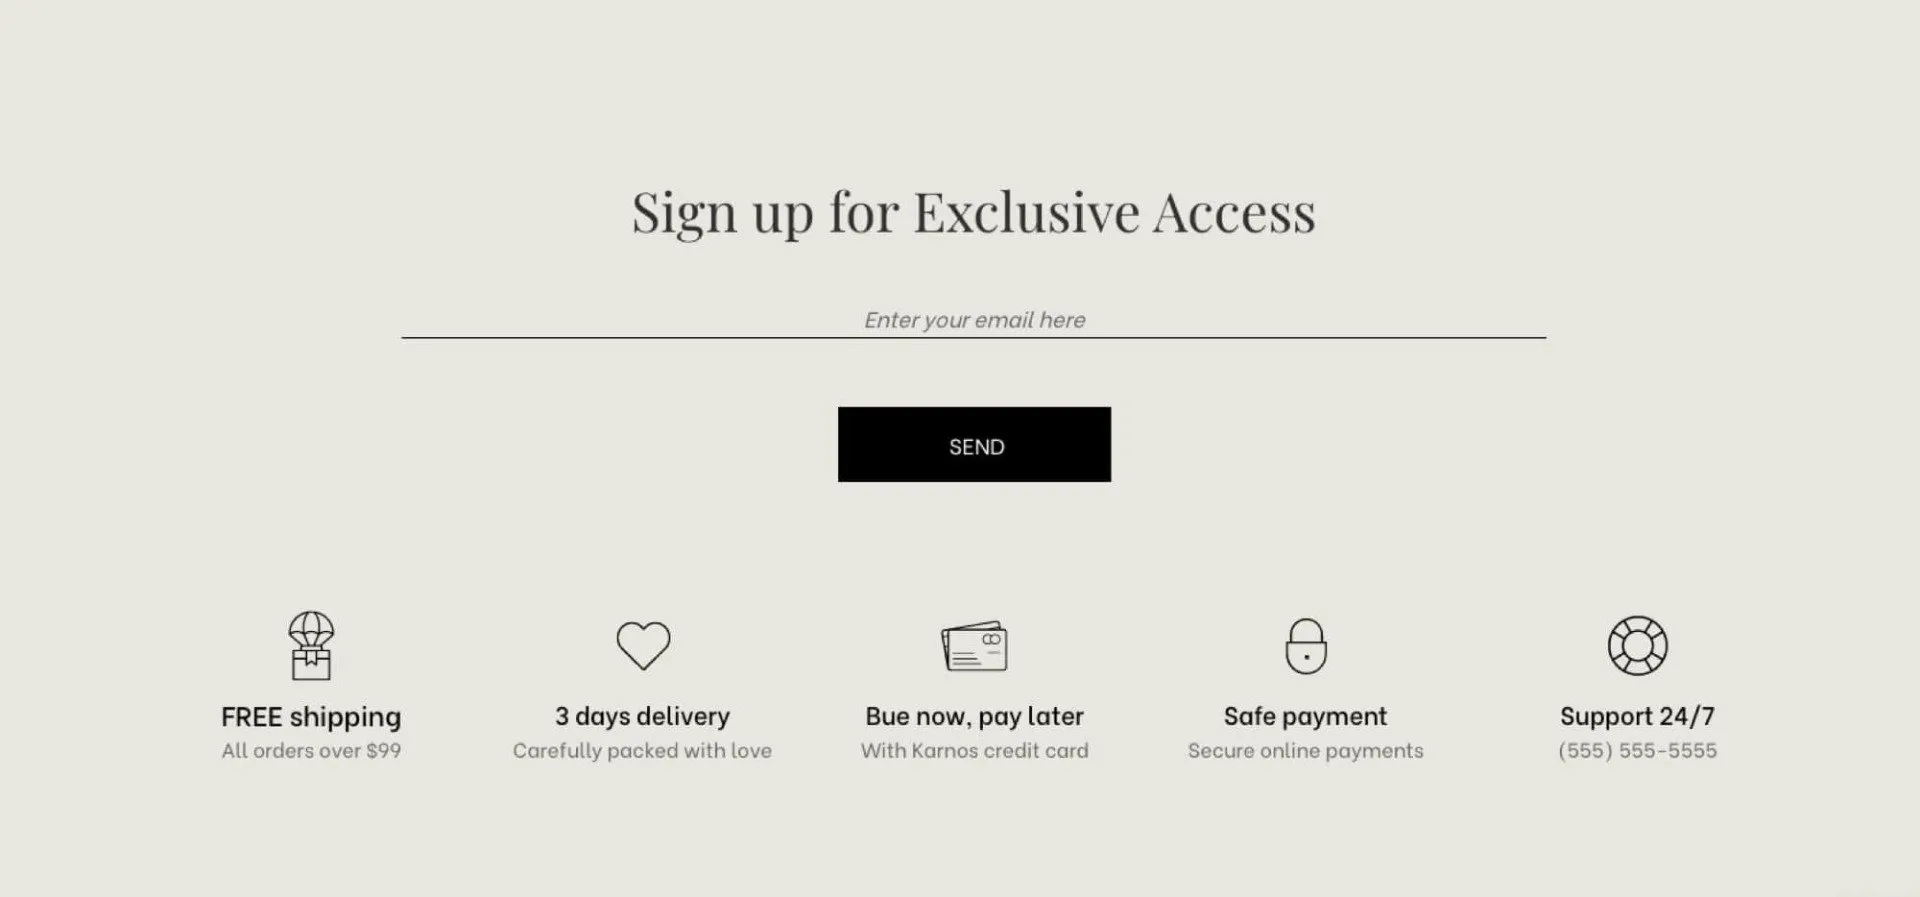 Sign up for Exclusive Access
Enter your email here
SEND
FREE shipping
All orders over $99
3 days delivery
Carefully packed with love
Bue now, pay later
With Karnos credit card
Safe payment
Secure online payments
Support 24/7
(555) 555-5555